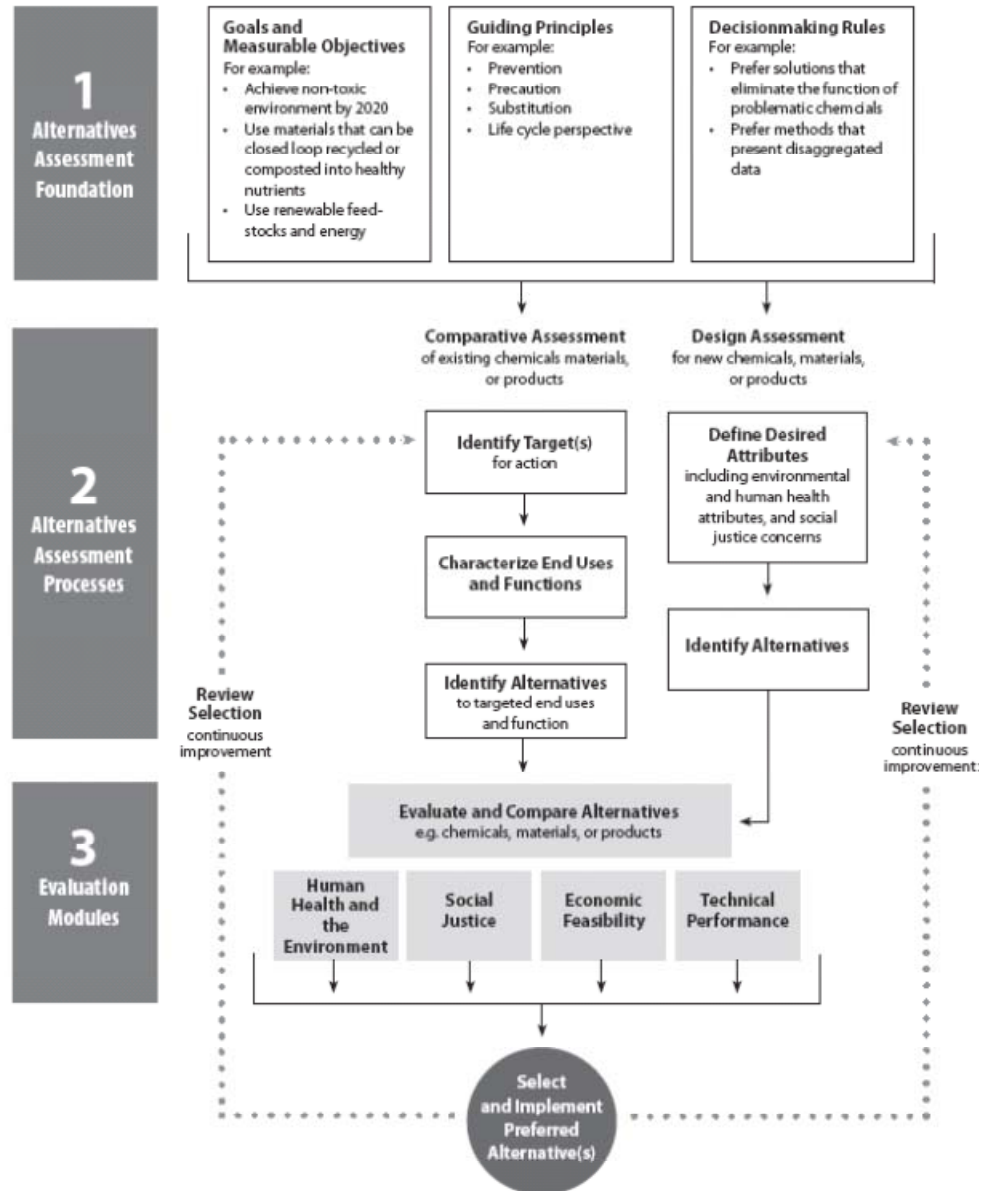 1
Alternatives
Assessment
Foundation
Goals and
Measurable Objectives
For example:
• Achieve non-toxic
environment by 2020
• Use materials that can be
closed loop recycled or
composted into healthy
nutrients
• Use renewable feed-
stocks and energy
Guiding Principles
For example:
• Prevention
• Precaution
• Substitution
• Life cycle perspective
Decisionmaking Rules
For example:
• Prefer solutions that
eliminate the function of
problematic chemcials
• Prefer methods that
present disaggregated
data
2
Alternatives
Assessment
Processes
Comparative Assessment
of existing chemicals materials,
or products
Design Assessment
for new chemicals, materials,
or products
Identify Target(s)
for action
Define Desired
Attributes
including environmental
and human health
attributes, and social
justice concerns
Characterize End Uses
and Functions
Identify Alternatives
Identify Alternatives
to targeted end uses
and function
Review
Selection
continuous
improvement
Review
Selection
continuous
improvement:
3
Evaluation
Modules
Evaluate and Compare Alternatives
e.g. chemicals, materials, or products
Human
Health and
the
Environment
Social
Justice
Economic
Feasibility
Technical
Performance
Select
and Implement
Preferred
Alternative(s)